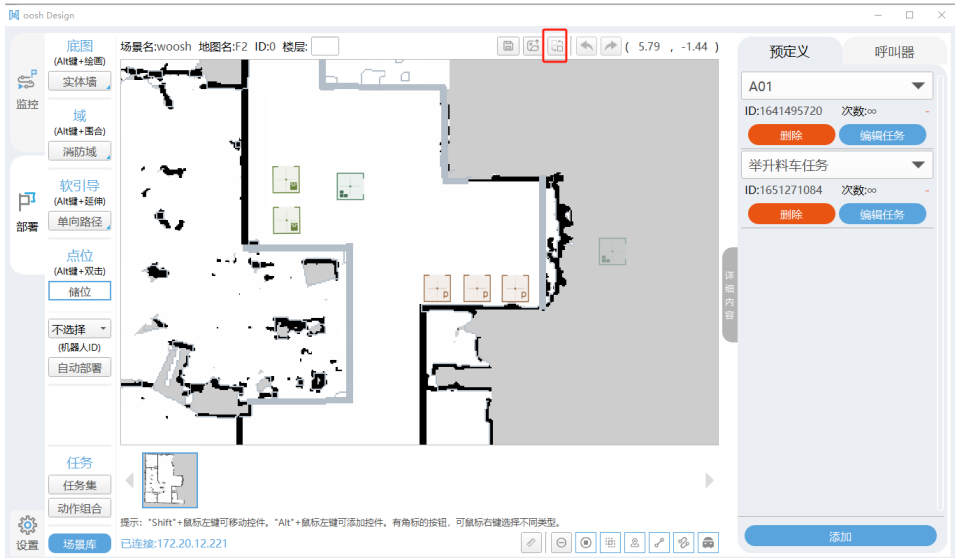 oosh Design
监控
部署
设置
底图
(Alt键+绘画)
实体墙
域
(Alt键+围合)
消防域
软引导
(Alt键+延伸)
单向路径
点位
(Alt键+双击)
储位
不选择
(机器人ID)
自动部署
任务
任务集
动作组合
场景库
场景名:woosh 地图名:F2 ID:0 楼层:
( 5.79 , -1.44 )
P
P
P
详细内容
提示: "Shift"+鼠标左键可移动控件。"Alt"+鼠标左键可添加控件。有角标的按钮，可鼠标右键选择不同类型。
已连接:172.20.12.221
预定义 呼叫器
A01
ID:1641495720 次数:∞ -
删除 编辑任务
举升料车任务
ID:1651271084 次数:∞ -
删除 编辑任务
添加